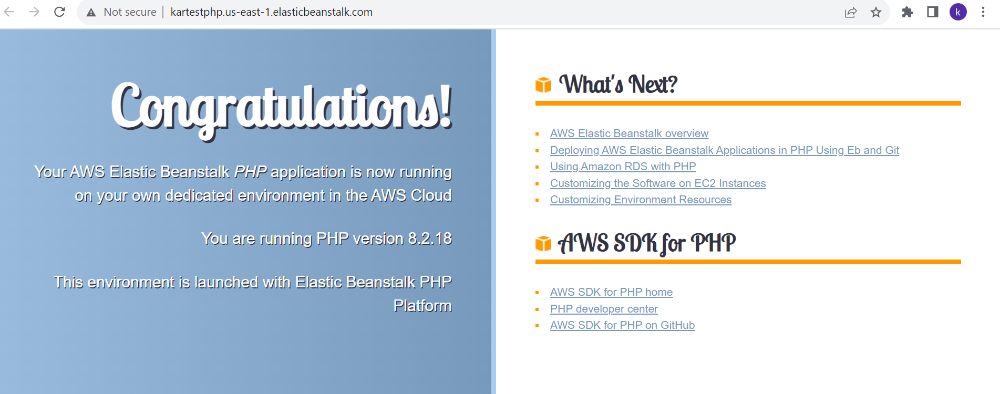 Not secure | kartestphp.us-east-1.elasticbeanstalk.com
k
Congratulations!
Your AWS Elastic Beanstalk PHP application is now running
on your own dedicated environment in the AWS Cloud
You are running PHP version 8.2.18
This environment is launched with Elastic Beanstalk PHP
Platform
What's Next?
AWS Elastic Beanstalk overview
Deploying AWS Elastic Beanstalk Applications in PHP Using Eb and Git
Using Amazon RDS with PHP
Customizing the Software on EC2 Instances
Customizing Environment Resources
AWS SDK for PHP
AWS SDK for PHP home
PHP developer center
AWS SDK for PHP on GitHub